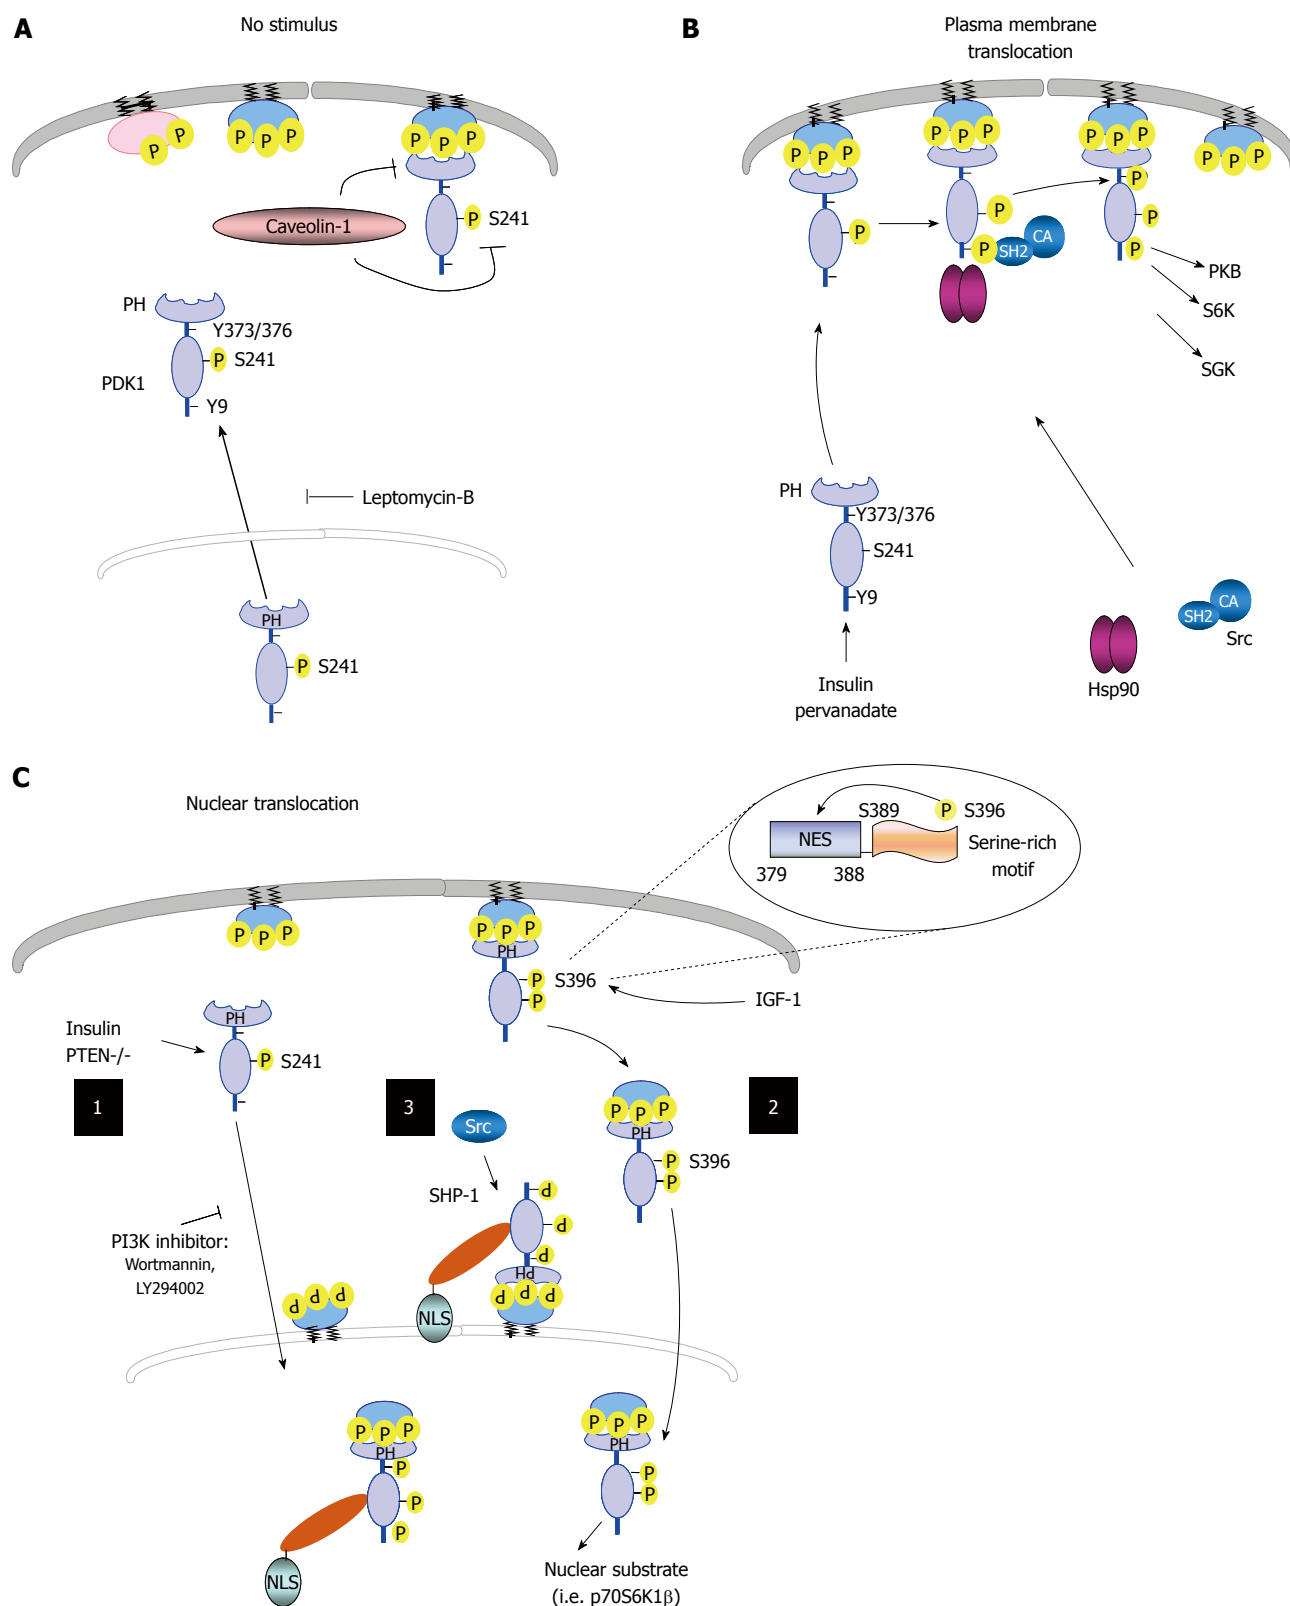 A
No stimulus
P P
P P P
P P P
Caveolin-1
P S241
PH
Y373/376
P S241
PDK1
Y9
Leptomycin-B
PH
P S241
B
Plasma membrane
translocation
P P P
P P P
P P P
P P P
P
P
P
P
P
P
SH2
CA
PKB
S6K
SGK
PH
Y373/376
S241
Y9
Insulin
pervanadate
SH2
CA
Src
Hsp90
C
Nuclear translocation
S389
P S396
NES
Serine-rich
motif
379
388
P P P
P P P
PH
P S396
P
IGF-1
Insulin
PTEN-/-
PH
P S241
1
3
2
Src
SHP-1
P
P
P
PH
P P P
NLS
P P P
PH
P S396
P
PI3K inhibitor:
Wortmannin,
LY294002
P P P
P P P
PH
P
P
P
NLS
P P P
PH
P
P
Nuclear substrate
(i.e. p70S6K1β)